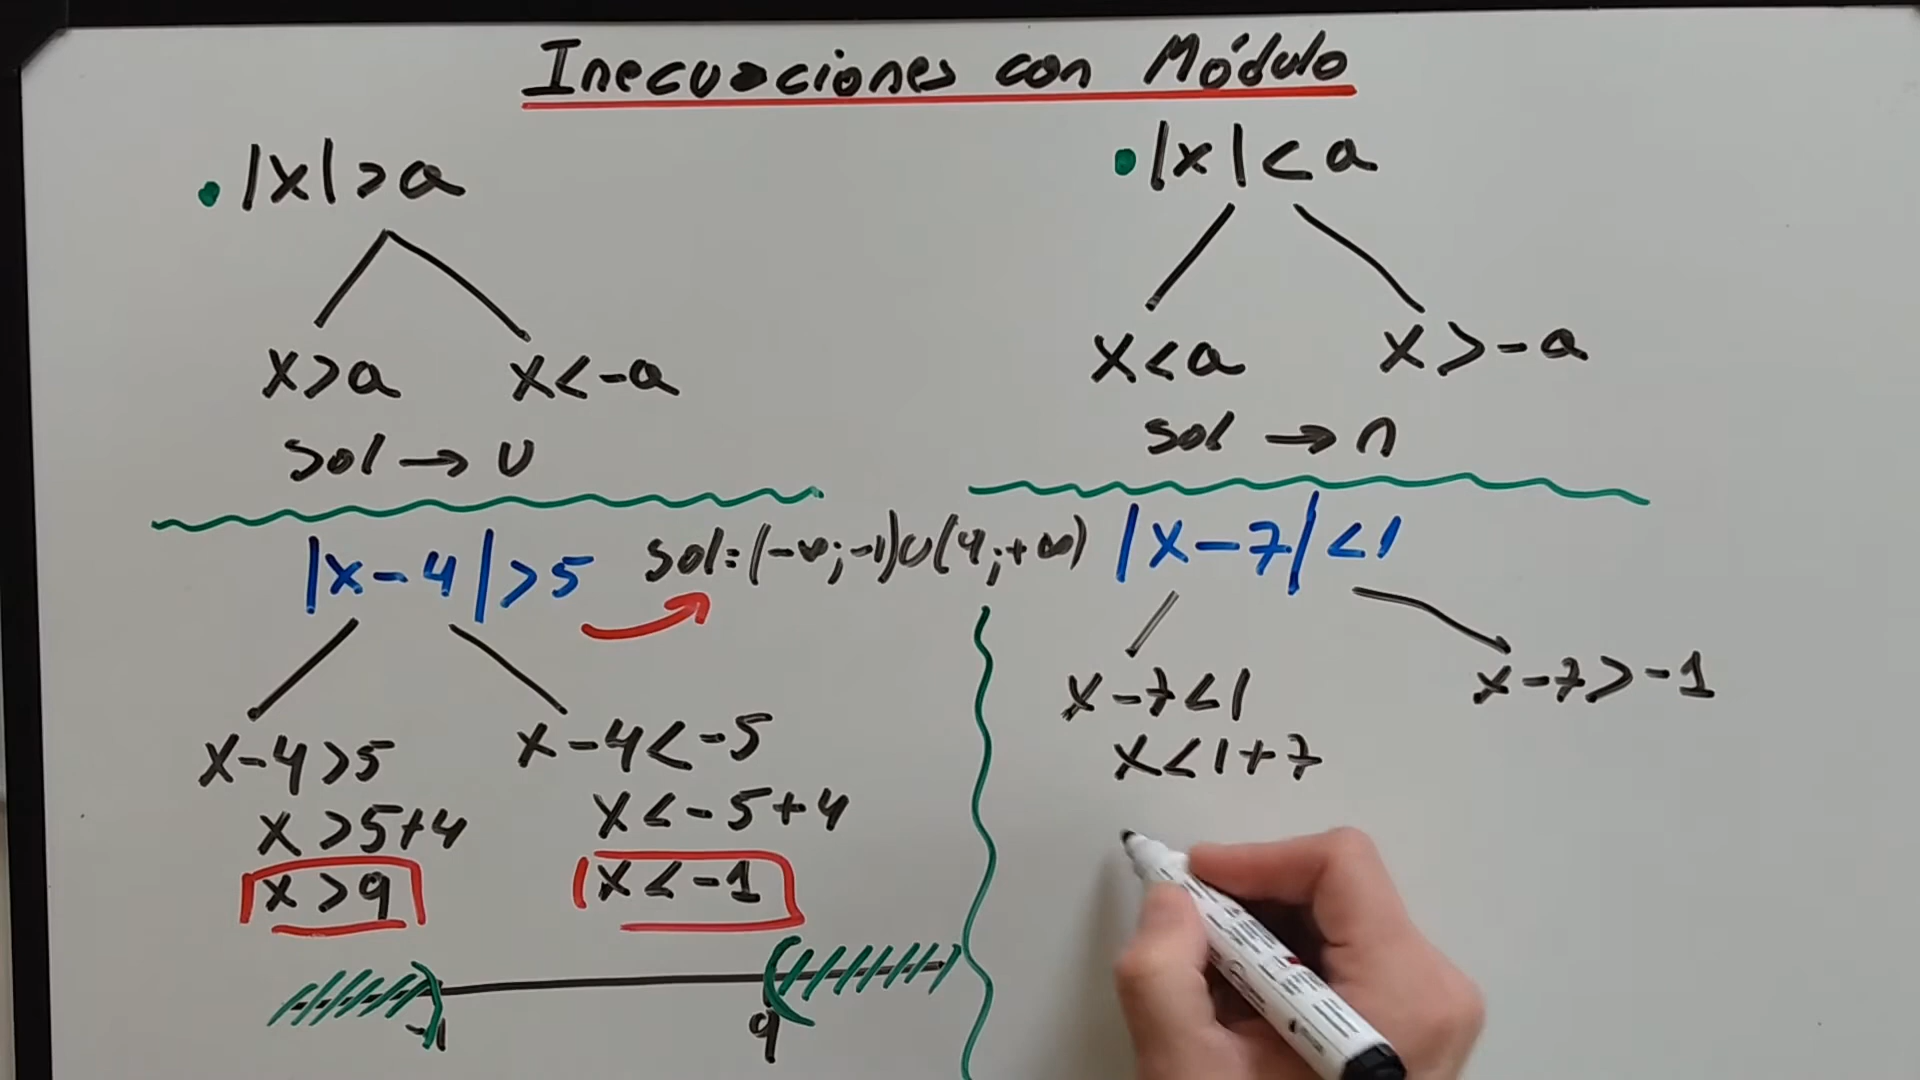 Inecuaciones con Módulo
|x|>a
x>a x<-a
sol → ∪
|x|<a
x<a x>-a
sol → ∩
|x-4|>5
sol:(-∞;-1)∪(9;+∞)
x-4>5 x-4<-5
x>5+4 x<-5+4
x>9 x<-1
-1 9
|x-7|<1
x-7<1 x-7>-1
x<1+7